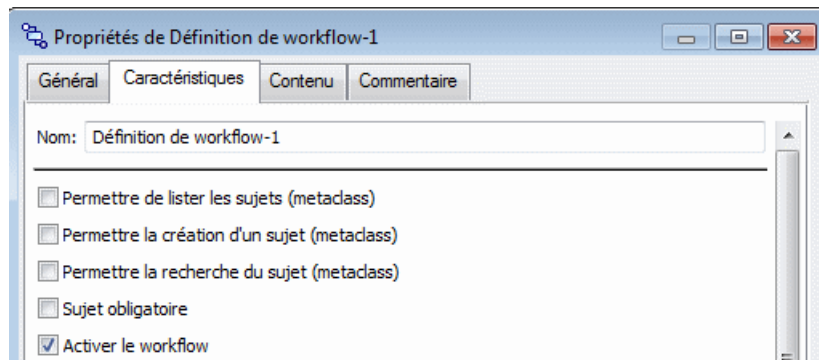 Propriétés de Définition de workflow-1
Général Caractéristiques Contenu Commentaire
Nom: Définition de workflow-1
Permettre de lister les sujets (metaclass)
Permettre la création d'un sujet (metaclass)
Permettre la recherche du sujet (metaclass)
Sujet obligatoire
Activer le workflow